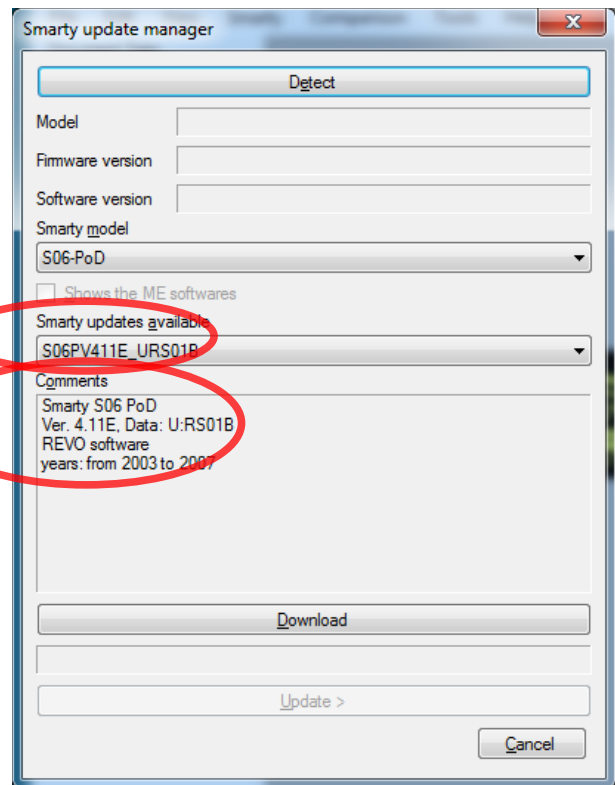 Smarty update manager
Detect
Model
Firmware version
Software version
Smarty model
S06-PoD
Shows the ME softwares
Smarty updates available
S06PV411E_URS01B
Comments
Smarty S06 PoD
Ver. 4.11E, Data: U:RS01B
REVO software
years: from 2003 to 2007
Download
Update >
Cancel